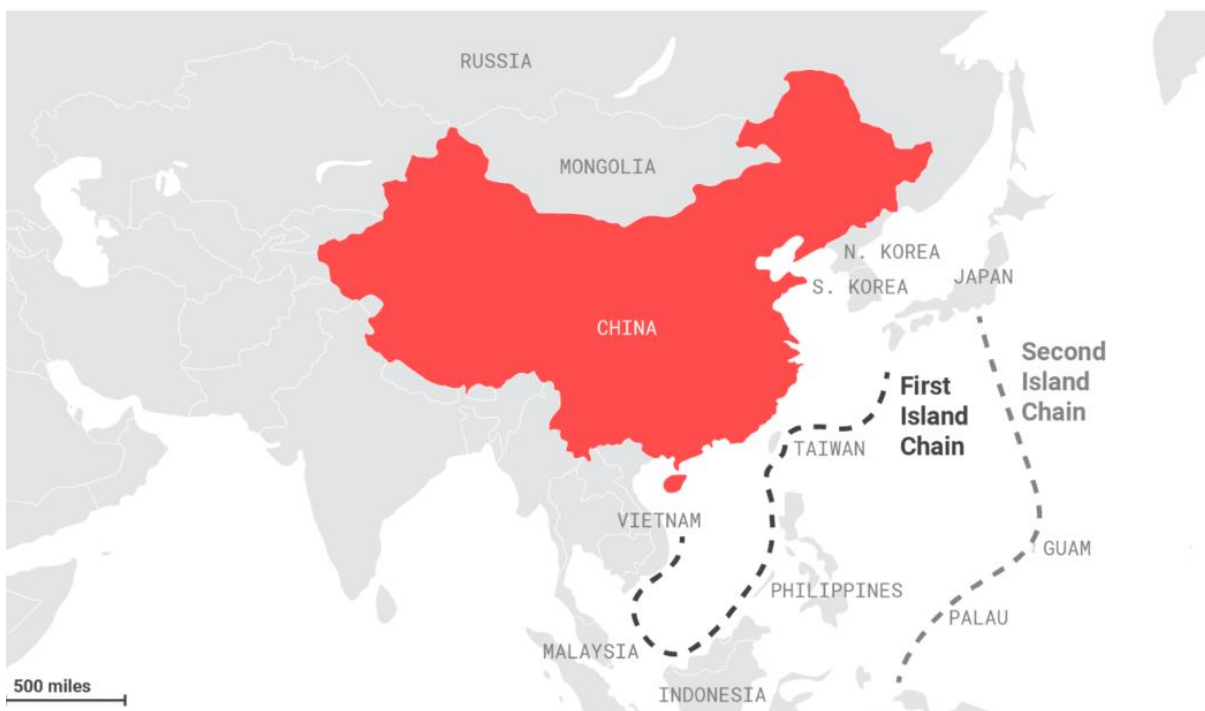 RUSSIA
MONGOLIA
N. KOREA
S. KOREA
JAPAN
CHINA
Second
Island
Chain
First
Island
Chain
TAIWAN
VIETNAM
GUAM
PHILIPPINES
PALAU
MALAYSIA
500 miles
INDONESIA